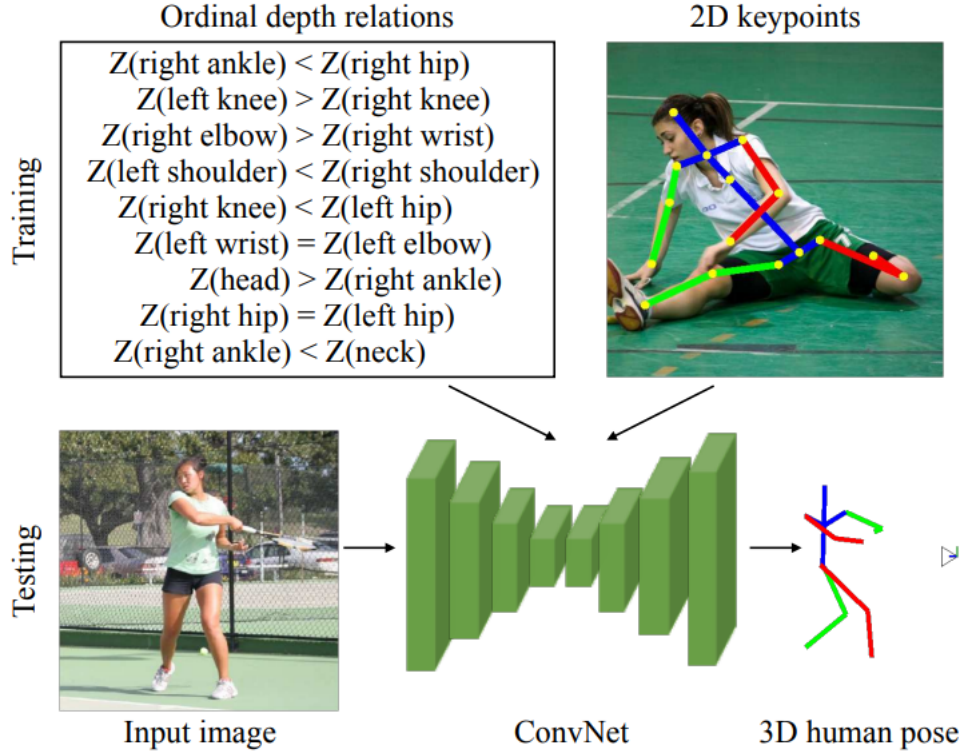 Ordinal depth relations
2D keypoints
Training
Z(right ankle) < Z(right hip)
Z(left knee) > Z(right knee)
Z(right elbow) > Z(right wrist)
Z(left shoulder) < Z(right shoulder)
Z(right knee) < Z(left hip)
Z(left wrist) = Z(left elbow)
Z(head) > Z(right ankle)
Z(right hip) = Z(left hip)
Z(right ankle) < Z(neck)
Testing
Input image
ConvNet
3D human pose